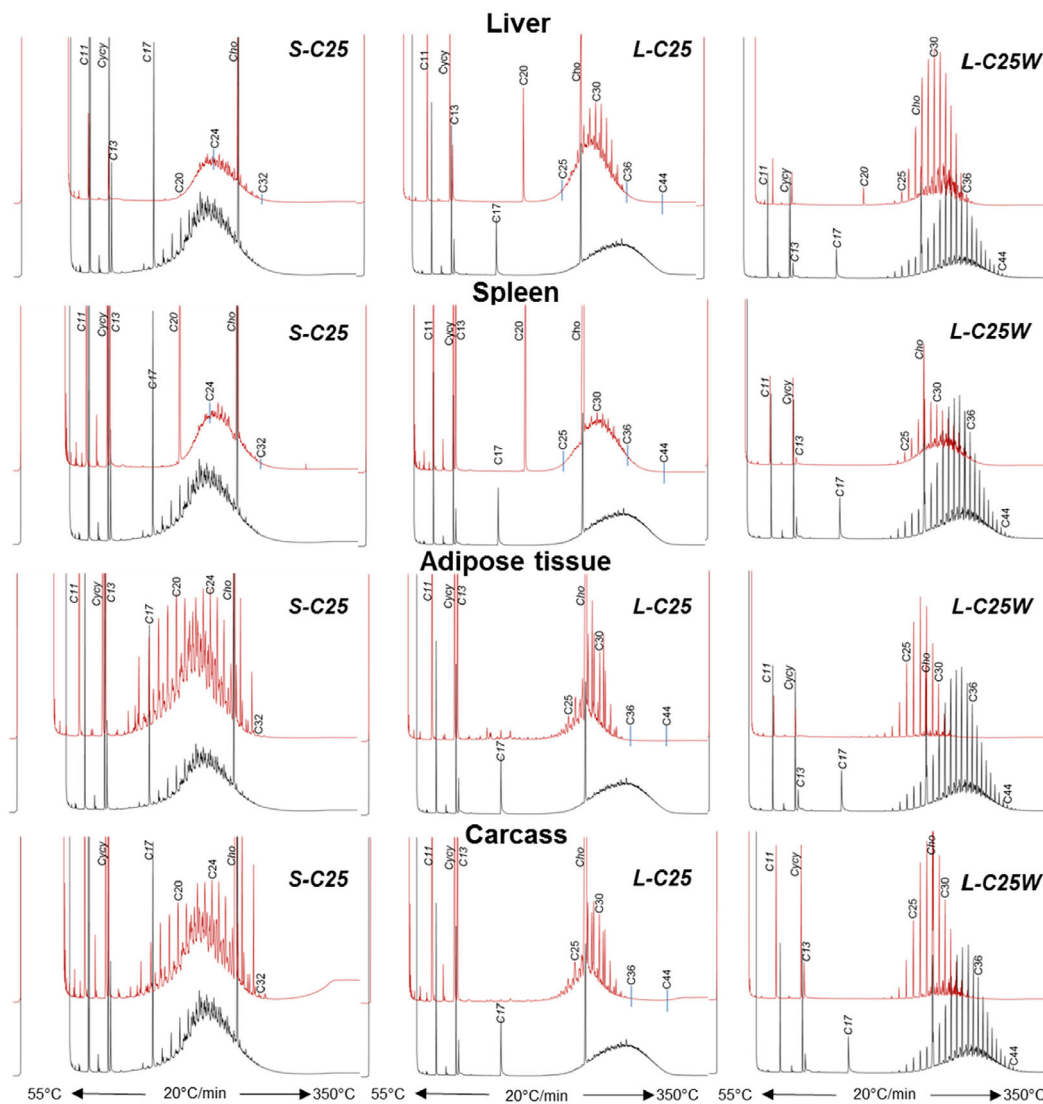 Liver
S-C25
L-C25
L-C25W
C11
Cycy
C13
C17
C20
C24
Cho
C32
C11
Cycy
C13
C17
C20
C25
Cho
C30
C36
C44
C11
Cycy
C13
C17
C20
C25
Cho
C30
C36
C44
Spleen
S-C25
L-C25
L-C25W
C11
Cycy
C13
C17
C20
C24
Cho
C32
C11
Cycy
C13
C17
C20
C25
Cho
C30
C36
C44
C11
Cycy
C13
C17
C25
Cho
C30
C36
C44
Adipose tissue
S-C25
L-C25
L-C25W
C11
Cycy
C13
C17
C20
C24
Cho
C32
C11
Cycy
C13
C17
C25
Cho
C30
C36
C44
C11
Cycy
C13
C17
C25
Cho
C30
C36
C44
Carcass
S-C25
L-C25
L-C25W
Cycy
C17
C20
C24
Cho
C32
C11
Cycy
C13
C17
C25
Cho
C30
C36
C44
C11
Cycy
C13
C17
C25
Cho
C30
C36
C44
55°C 20°C/min 350°C
55°C 20°C/min 350°C
55°C 20°C/min 350°C